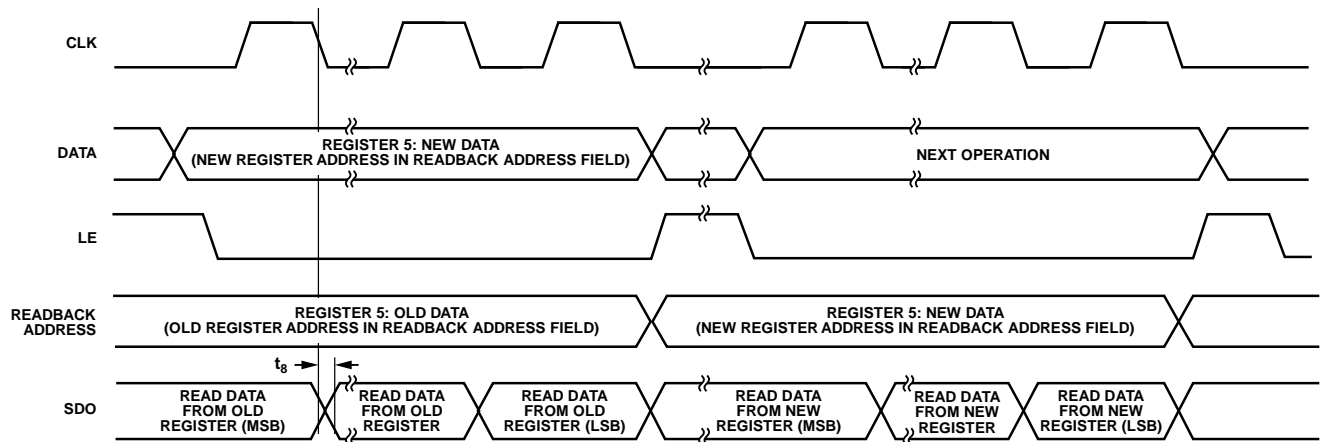 CLK
DATA
REGISTER 5: NEW DATA
(NEW REGISTER ADDRESS IN READBACK ADDRESS FIELD)
NEXT OPERATION
LE
READBACK
ADDRESS
REGISTER 5: OLD DATA
(OLD REGISTER ADDRESS IN READBACK ADDRESS FIELD)
REGISTER 5: NEW DATA
(NEW REGISTER ADDRESS IN READBACK ADDRESS FIELD)
t8
SDO
READ DATA
FROM OLD
REGISTER (MSB)
READ DATA
FROM OLD
REGISTER
READ DATA
FROM OLD
REGISTER (LSB)
READ DATA
FROM NEW
REGISTER (MSB)
READ DATA
FROM NEW
REGISTER
READ DATA
FROM NEW
REGISTER (LSB)